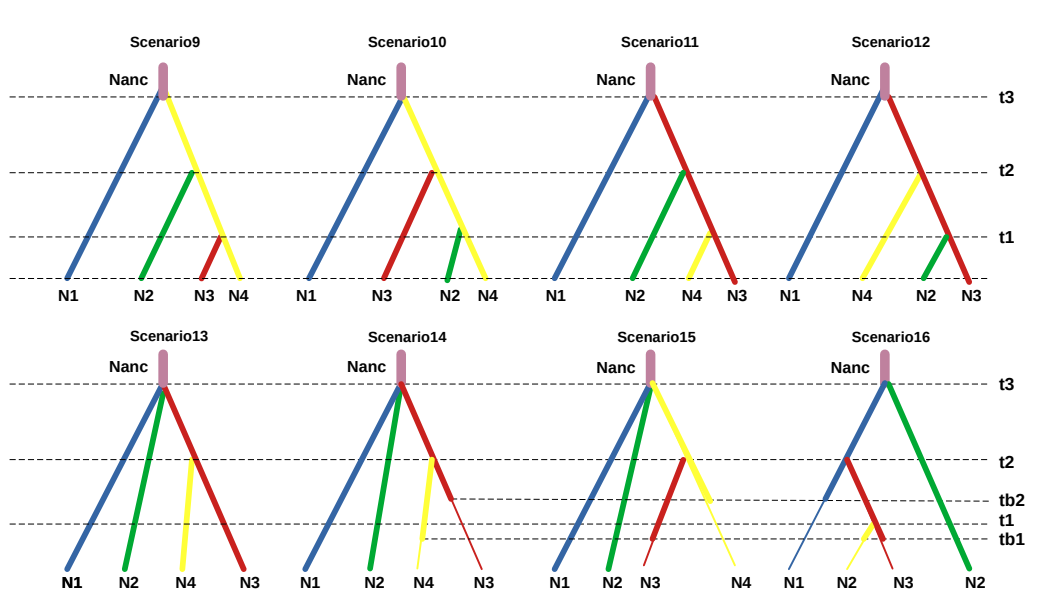 Scenario9 Scenario10 Scenario11 Scenario12
Nanc Nanc Nanc Nanc
t3
t2
t1
N1 N2 N3 N4 N1 N3 N2 N4 N1 N2 N4 N3 N1 N4 N2 N3
Scenario13 Scenario14 Scenario15 Scenario16
Nanc Nanc Nanc Nanc
t3
t2
tb2
t1
tb1
N1 N2 N4 N3 N1 N2 N4 N3 N1 N2 N3 N4 N1 N2 N3 N2